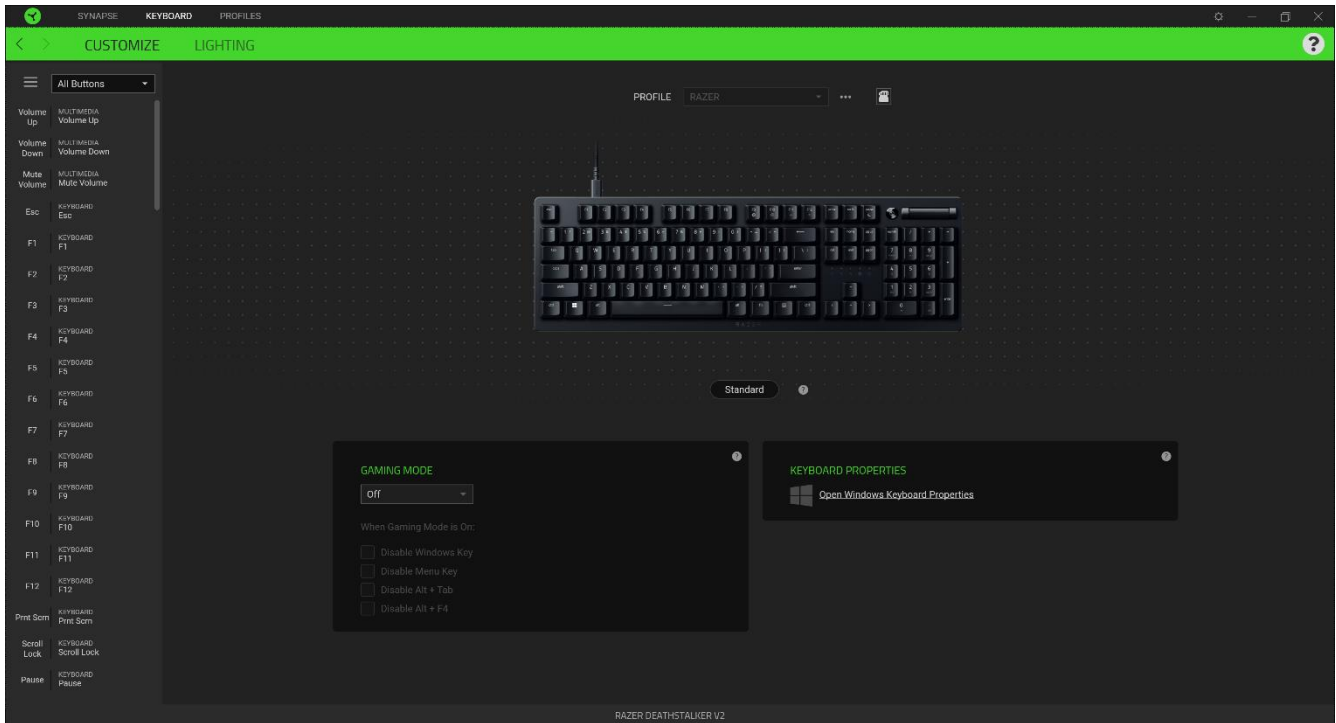 SYNAPSE KEYBOARD PROFILES
CUSTOMIZE LIGHTING
All Buttons
PROFILE RAZER
Volume Up MULTIMEDIA Volume Up
Volume Down MULTIMEDIA Volume Down
Mute Volume MULTIMEDIA Mute Volume
Esc KEYBOARD Esc
F1 KEYBOARD F1
F2 KEYBOARD F2
F3 KEYBOARD F3
F4 KEYBOARD F4
F5 KEYBOARD F5
F6 KEYBOARD F6
F7 KEYBOARD F7
F8 KEYBOARD F8
F9 KEYBOARD F9
F10 KEYBOARD F10
F11 KEYBOARD F11
F12 KEYBOARD F12
Prnt Scrn KEYBOARD Prnt Scrn
Scroll Lock KEYBOARD Scroll Lock
Pause KEYBOARD Pause
Standard
GAMING MODE
Off
When Gaming Mode is On:
Disable Windows Key
Disable Menu Key
Disable Alt + Tab
Disable Alt + F4
KEYBOARD PROPERTIES
Open Windows Keyboard Properties
RAZER DEATHSTALKER V2